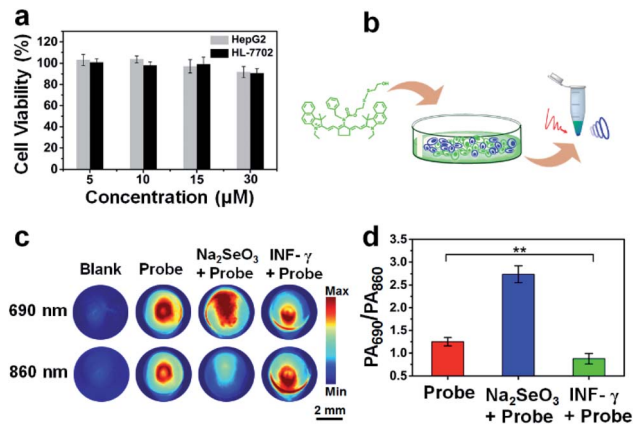 a
Cell Viability (%)
120
100
80
60
40
20
0
HepG2
HL-7702
5 10 15 30
Concentration (µM)
b
OH
c
Blank Probe Na₂SeO₃ + Probe INF- γ + Probe
690 nm
860 nm
Max
Min
2 mm
d
PA₆₉₀/PA₈₆₀
3.5
3.0
2.5
2.0
1.5
1.0
0.5
**
Probe Na₂SeO₃ + Probe INF- γ + Probe